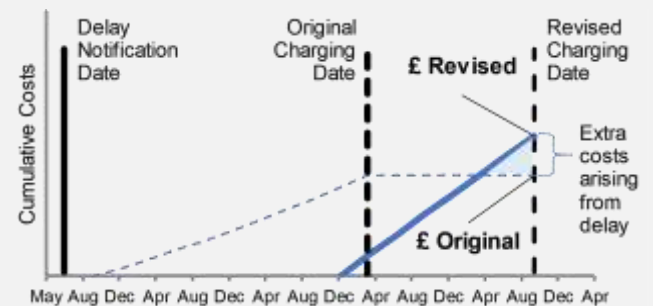 Delay
Notification
Date
Original
Charging
Date
£ Revised
Revised
Charging
Date
Cumulative Costs
Extra
costs
arising
from
delay
£ Original
May Aug Dec Apr Aug Dec Apr Aug Dec Apr Aug Dec Apr Aug Dec Apr